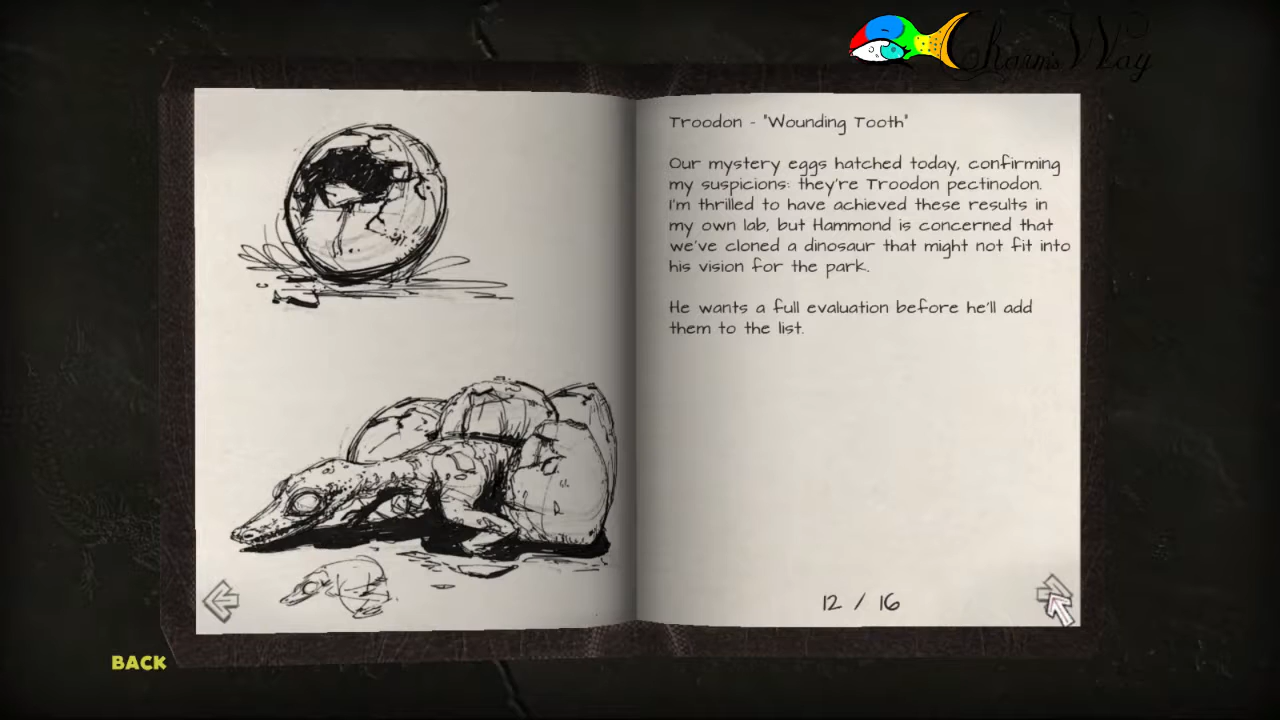 Charm's Way
Troodon - "Wounding Tooth"
Our mystery eggs hatched today, confirming
my suspicions: they're Troodon pectinodon.
I'm thrilled to have achieved these results in
my own lab, but Hammond is concerned that
we've cloned a dinosaur that might not fit into
his vision for the park.
He wants a full evaluation before he'll add
them to the list.
12 / 16
BACK